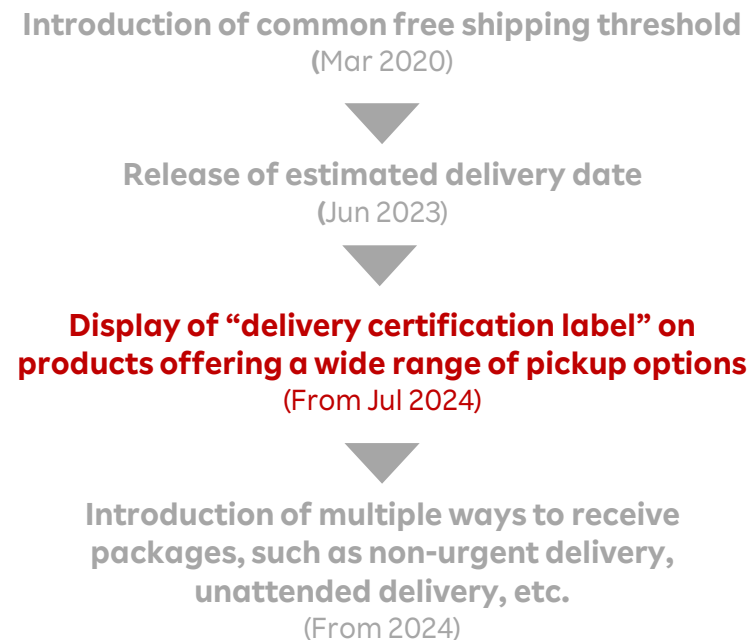 Introduction of common free shipping threshold
(Mar 2020)
Release of estimated delivery date
(Jun 2023)
Display of “delivery certification label” on
products offering a wide range of pickup options
(From Jul 2024)
Introduction of multiple ways to receive
packages, such as non-urgent delivery,
unattended delivery, etc.
(From 2024)